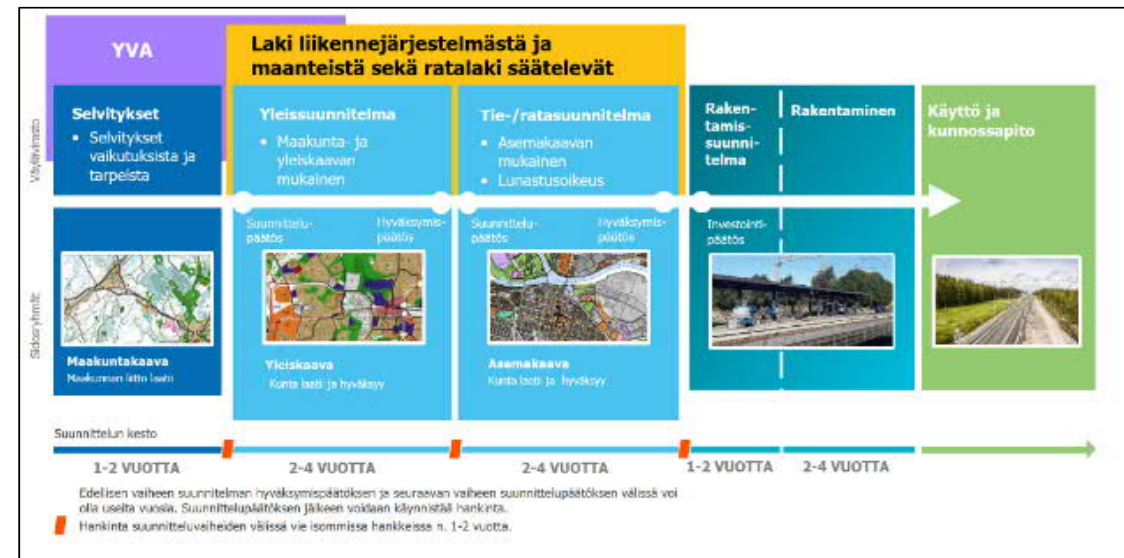 YVA
Laki liikennejärjestelmästä ja
maanteistä sekä ratalaki säätelevät
Väylävirasto
Selvitykset
• Selvitykset
vaikutuksista ja
tarpeista
Yleissuunnitelma
• Maakunta- ja
yleiskaavan
mukainen
Tie-/ratasuunnitelma
• Asemakaavan
mukainen
• Lunastusoikeus
Raken-
tamis-
suunni-
telma
Rakentaminen
Käyttö ja
kunnossapito
Sidosryhmät
Suunnittelu-
päätös
Hyväksymis-
päätös
Suunnittelu-
päätös
Hyväksymis-
päätös
Investointi-
päätös
Maakuntakaava
Maakunnan liitto laatii
Yleiskaava
Kunta laatii ja hyväksyy
Asemakaava
Kunta laatii ja hyväksyy
Suunnittelun kesto
1-2 VUOTTA
2-4 VUOTTA
2-4 VUOTTA
1-2 VUOTTA
2-4 VUOTTA
Edellisen vaiheen suunnitelman hyväksymispäätöksen ja seuraavan vaiheen suunnittelupäätöksen välissä voi
olla useita vuosia. Suunnittelupäätöksen jälkeen voidaan käynnistää hankinta.
Hankinta suunnitteluvaiheiden välissä vie isommissa hankkeissa n. 1-2 vuotta.